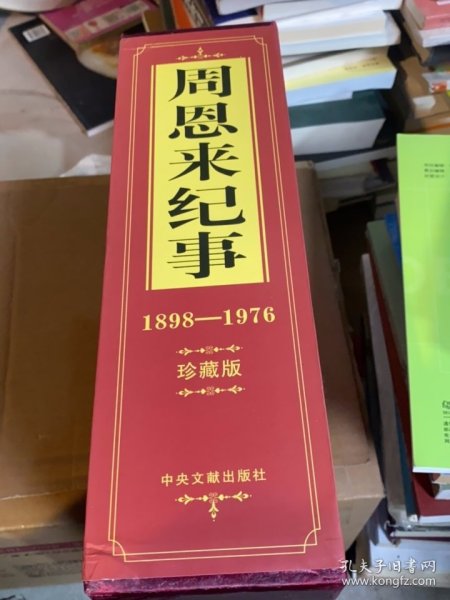 周恩来纪事
1898—1976
珍藏版
中央文献出版社
孔夫子旧书网
www.kongfz.com